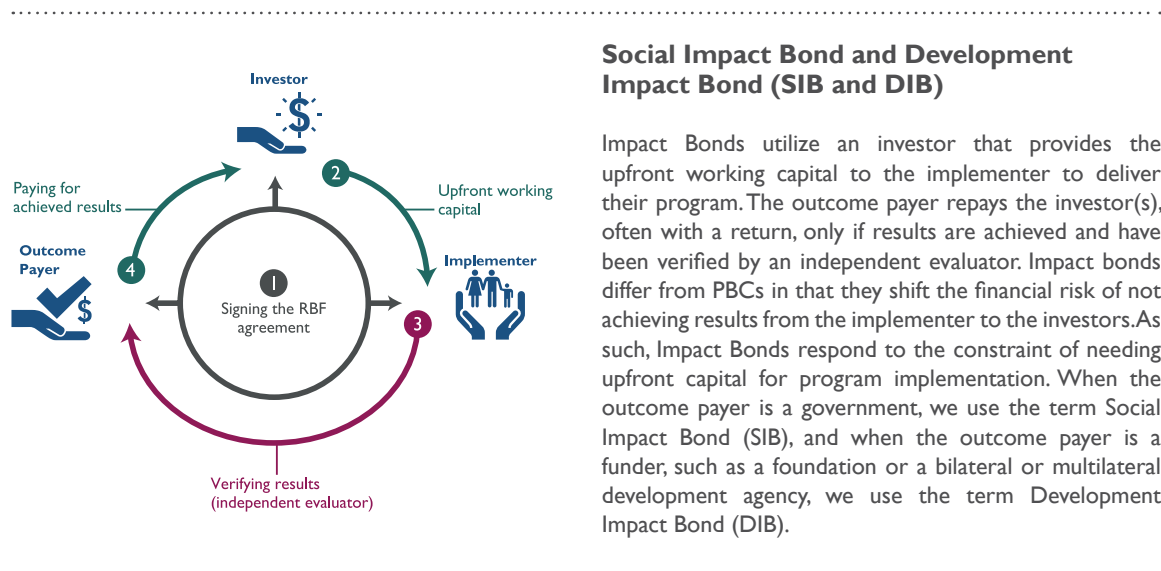 Investor
$
2
Paying for
achieved results
Upfront working
capital
Outcome
Payer
4
Implementer
$
1
Signing the RBF
agreement
3
Verifying results
(independent evaluator)
Social Impact Bond and Development
Impact Bond (SIB and DIB)
Impact Bonds utilize an investor that provides the
upfront working capital to the implementer to deliver
their program. The outcome payer repays the investor(s),
often with a return, only if results are achieved and have
been verified by an independent evaluator. Impact bonds
differ from PBCs in that they shift the financial risk of not
achieving results from the implementer to the investors. As
such, Impact Bonds respond to the constraint of needing
upfront capital for program implementation. When the
outcome payer is a government, we use the term Social
Impact Bond (SIB), and when the outcome payer is a
funder, such as a foundation or a bilateral or multilateral
development agency, we use the term Development
Impact Bond (DIB).